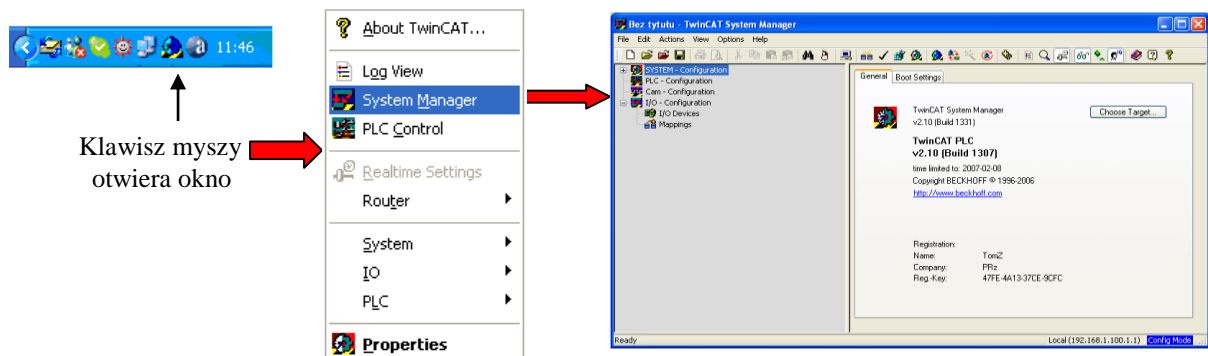 11:46
Klawisz myszy
otwiera okno
About TwinCAT...
Log View
System Manager
PLC Control
Realtime Settings
Router
System
IO
PLC
Properties
Bez tytułu - TwinCAT System Manager
File Edit Actions View Options Help
SYSTEM - Configuration
PLC - Configuration
Cam - Configuration
I/O - Configuration
I/O Devices
Mappings
General Boot Settings
TwinCAT System Manager
v2.10 (Build 1331)
Choose Target...
TwinCAT PLC
v2.10 (Build 1307)
time limited to: 2007-02-08
Copyright BECKHOFF © 1996-2006
http://www.beckhoff.com
Registration:
Name: TomZ
Company: PRz
Reg.-Key: 47FE-4A13-37CE-9CFC
Ready Local (192.168.1.100.1.1) Config Mode